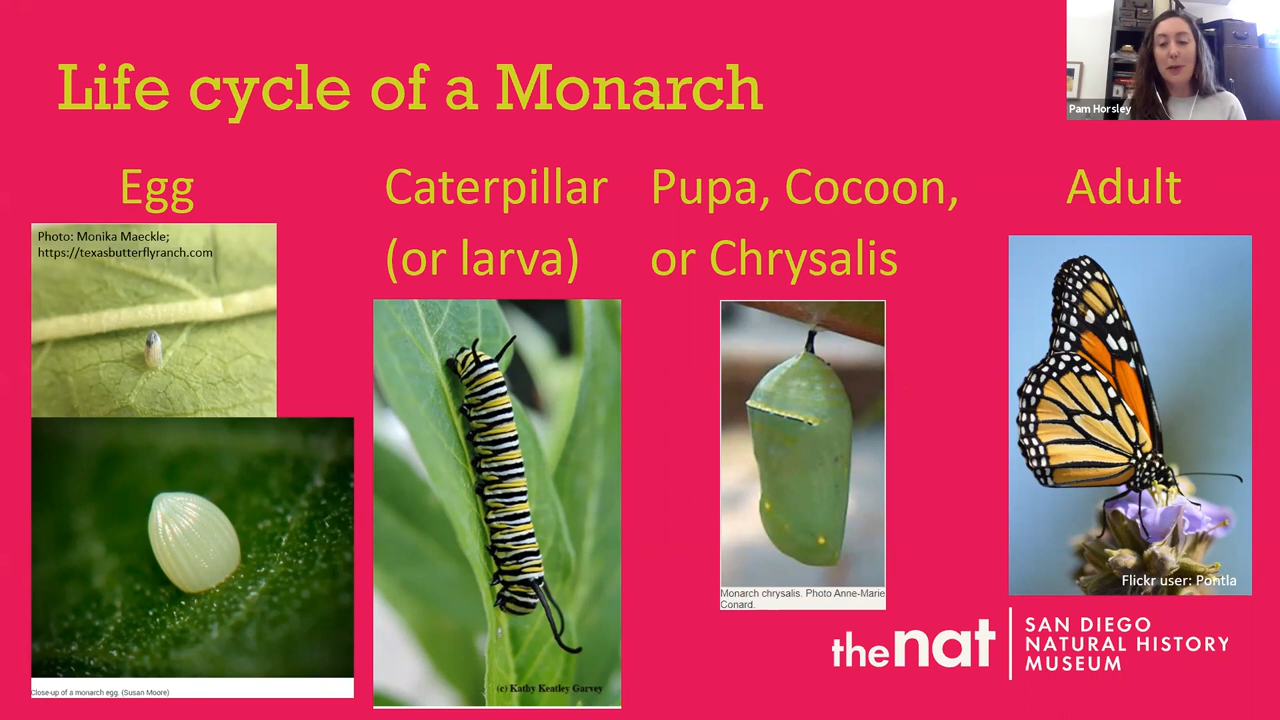 Life cycle of a Monarch
Pam Horsley
Egg
Caterpillar
(or larva)
Pupa, Cocoon,
or Chrysalis
Adult
Photo: Monika Maeckle;
https://texasbutterflyranch.com
Close-up of a monarch egg. (Susan Moore)
(c) Kathy Keatley Garvey
Monarch chrysalis. Photo Anne-Marie
Conard.
Flickr user: Pontla
thenat
SAN DIEGO
NATURAL HISTORY
MUSEUM